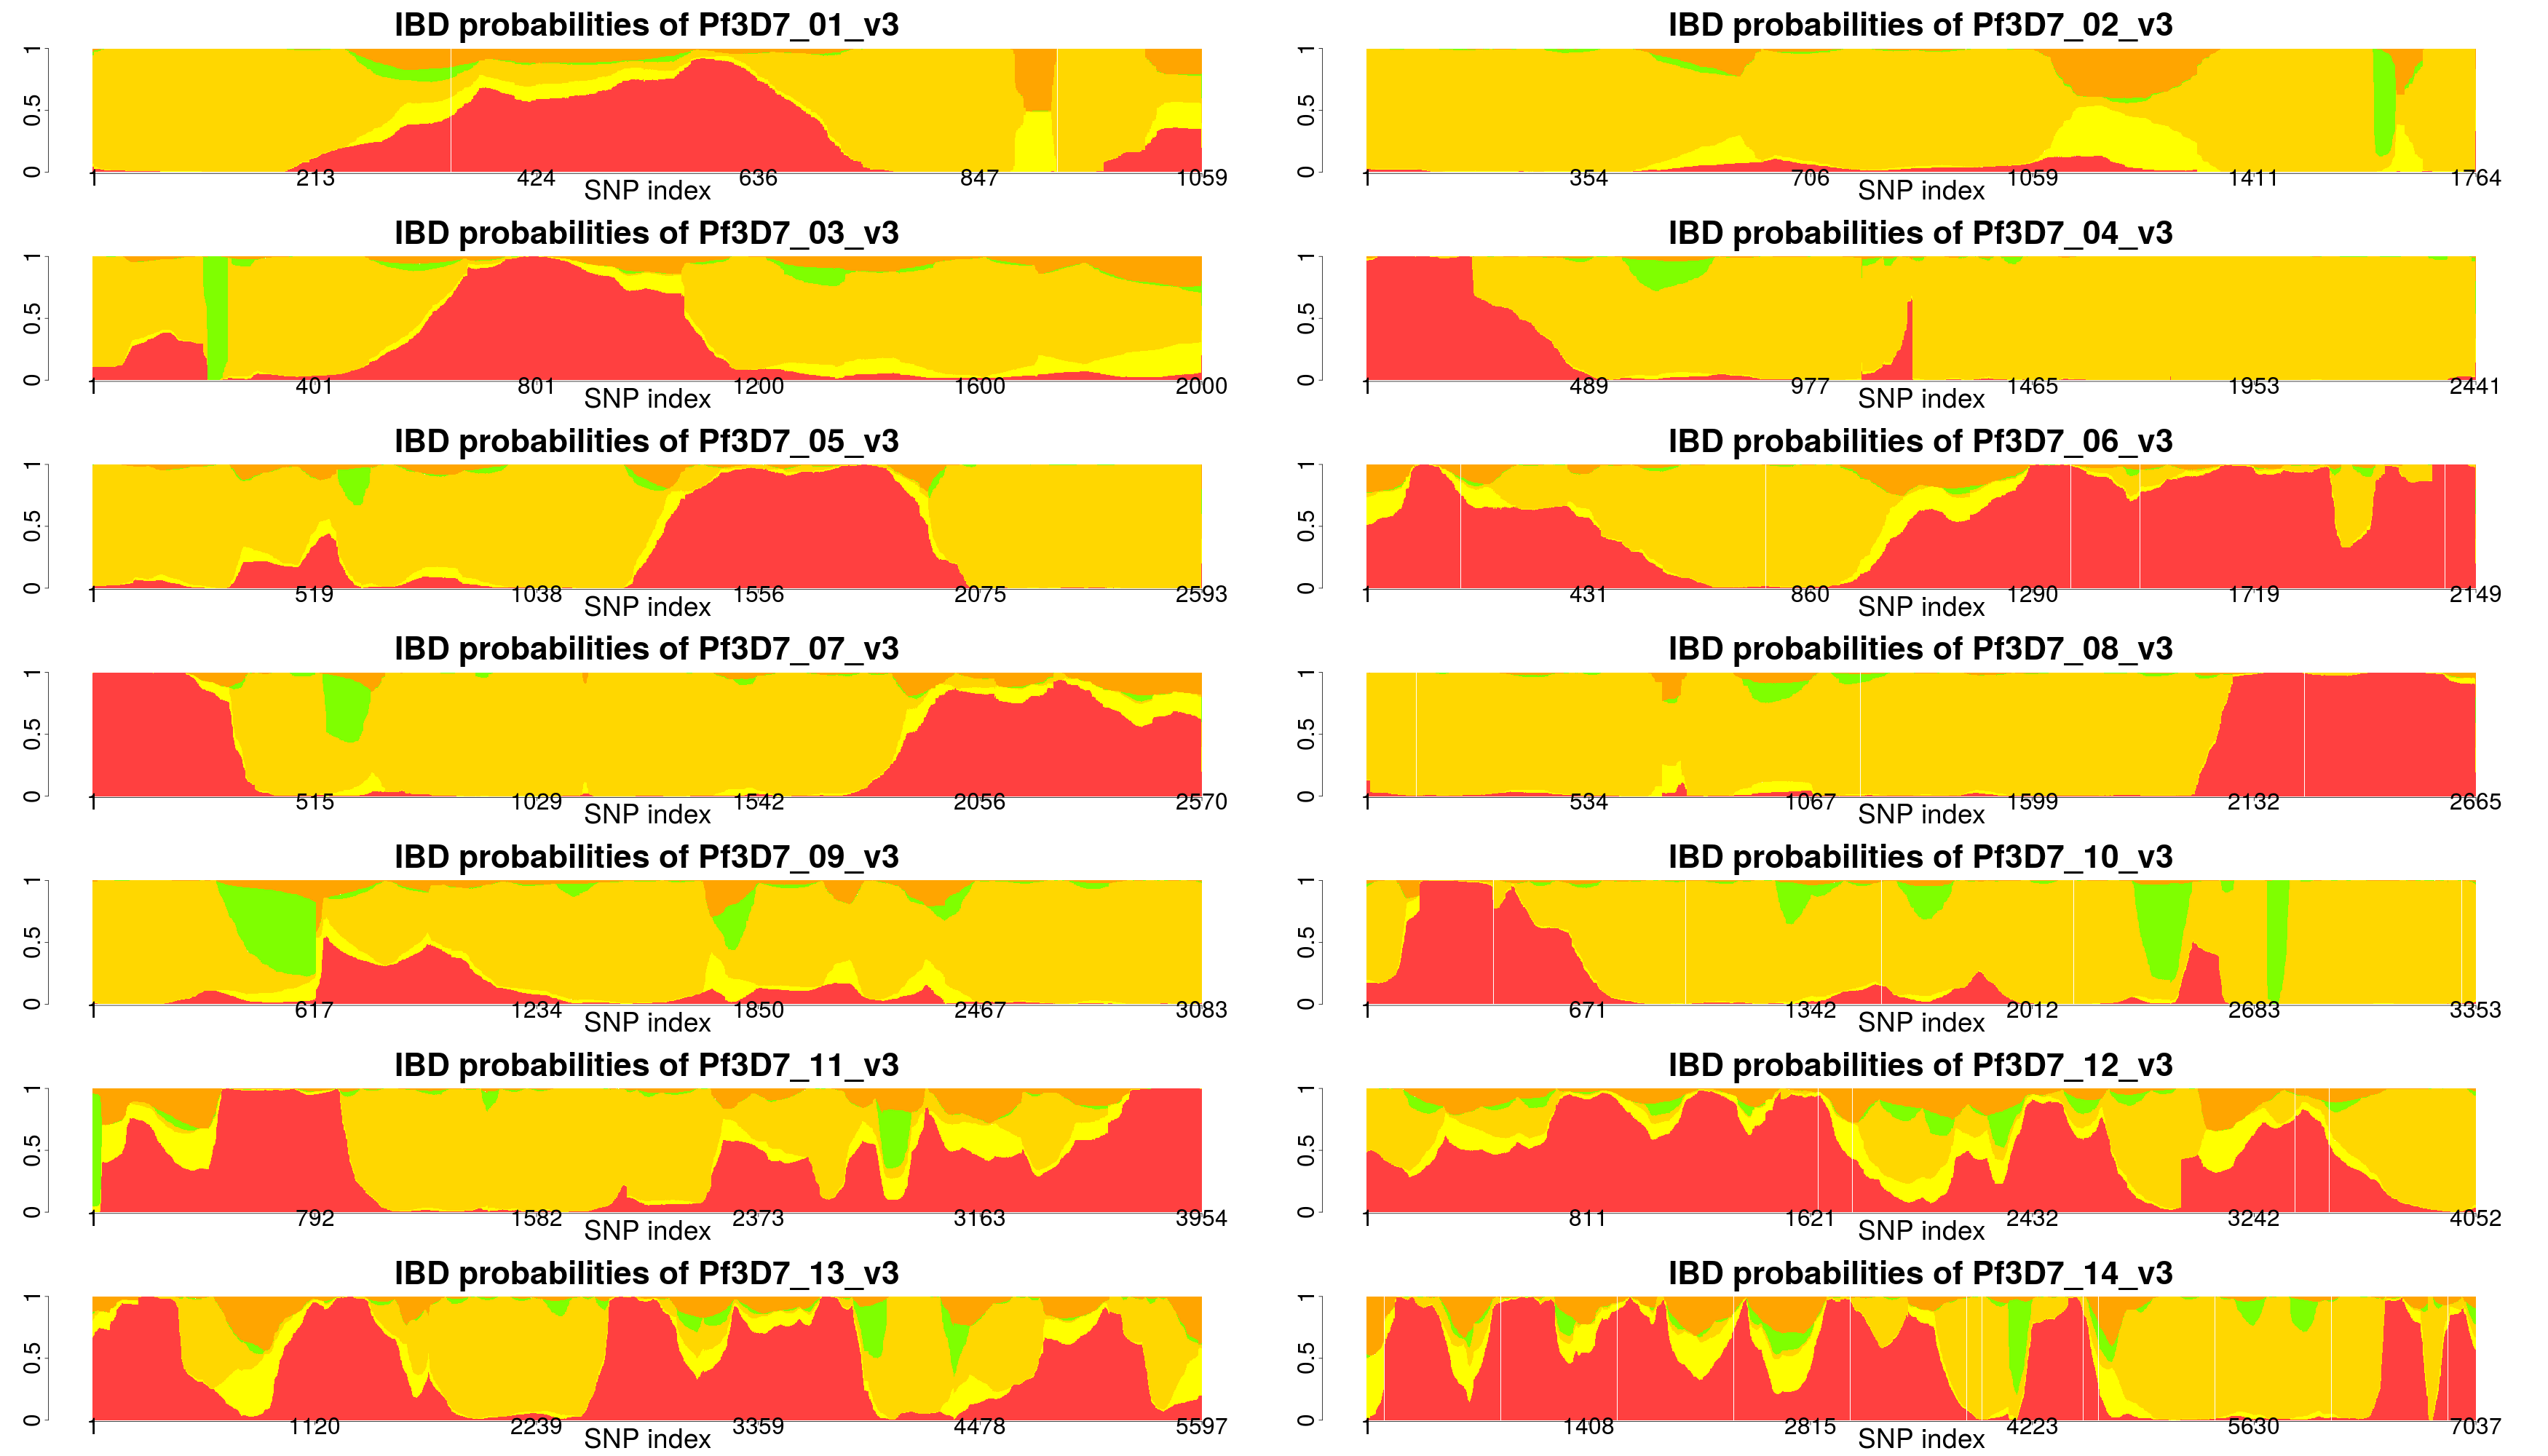 IBD probabilities of Pf3D7_01_v3
1
0.5
0
1 213 424 636 847 1059
SNP index
IBD probabilities of Pf3D7_02_v3
1
0.5
0
1 354 706 1059 1411 1764
SNP index
IBD probabilities of Pf3D7_03_v3
1
0.5
0
1 401 801 1200 1600 2000
SNP index
IBD probabilities of Pf3D7_04_v3
1
0.5
0
1 489 977 1465 1953 2441
SNP index
IBD probabilities of Pf3D7_05_v3
1
0.5
0
1 519 1038 1556 2075 2593
SNP index
IBD probabilities of Pf3D7_06_v3
1
0.5
0
1 431 860 1290 1719 2149
SNP index
IBD probabilities of Pf3D7_07_v3
1
0.5
0
1 515 1029 1542 2056 2570
SNP index
IBD probabilities of Pf3D7_08_v3
1
0.5
0
1 534 1067 1599 2132 2665
SNP index
IBD probabilities of Pf3D7_09_v3
1
0.5
0
1 617 1234 1850 2467 3083
SNP index
IBD probabilities of Pf3D7_10_v3
1
0.5
0
1 671 1342 2012 2683 3353
SNP index
IBD probabilities of Pf3D7_11_v3
1
0.5
0
1 792 1582 2373 3163 3954
SNP index
IBD probabilities of Pf3D7_12_v3
1
0.5
0
1 811 1621 2432 3242 4052
SNP index
IBD probabilities of Pf3D7_13_v3
1
0.5
0
1 1120 2239 3359 4478 5597
SNP index
IBD probabilities of Pf3D7_14_v3
1
0.5
0
1 1408 2815 4223 5630 7037
SNP index